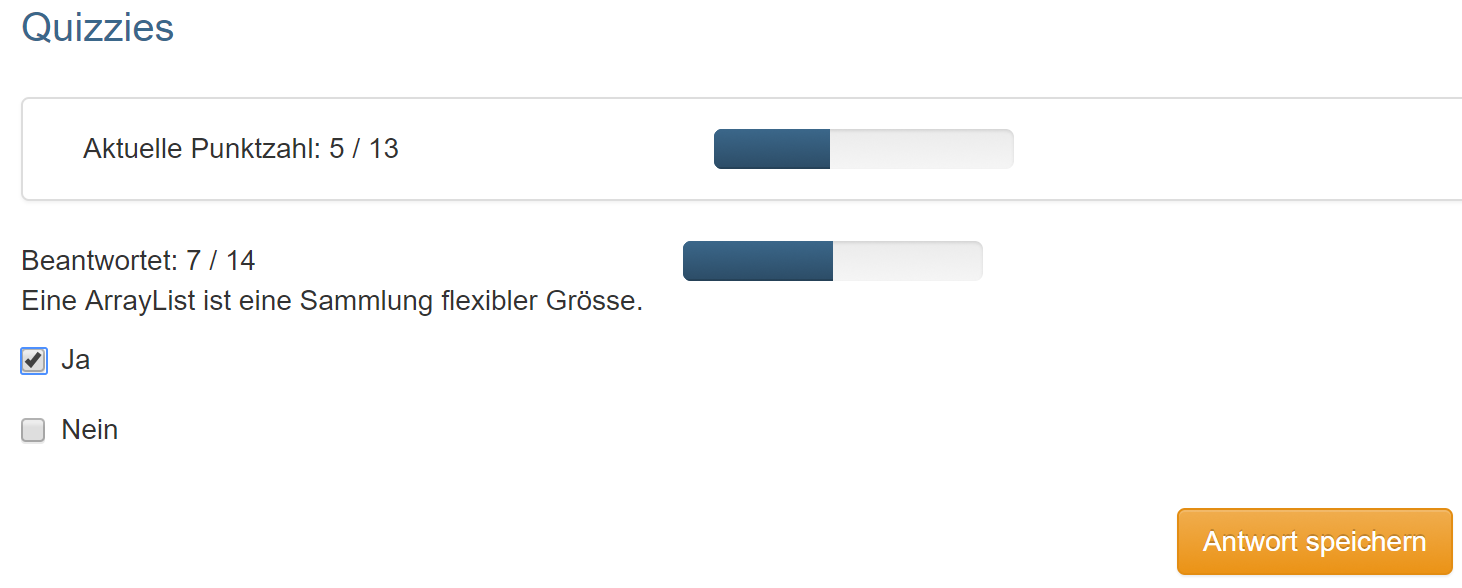 Quizzies
Aktuelle Punktzahl: 5 / 13
Beantwortet: 7 / 14
Eine ArrayList ist eine Sammlung flexibler Grösse.
Ja
Nein
Antwort speichern